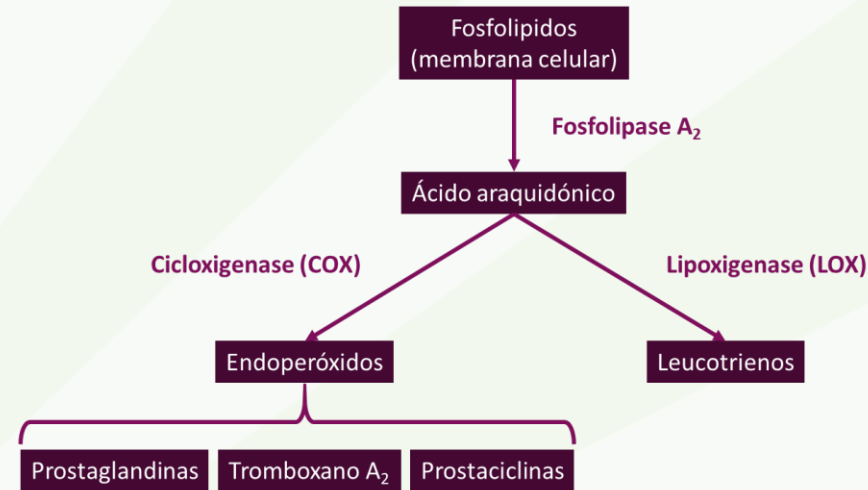 Fosfolipidos
(membrana celular)
Fosfolipase A₂
Ácido araquidónico
Cicloxigenase (COX)
Lipoxigenase (LOX)
Endoperóxidos
Leucotrienos
Prostaglandinas
Tromboxano A₂
Prostaciclinas